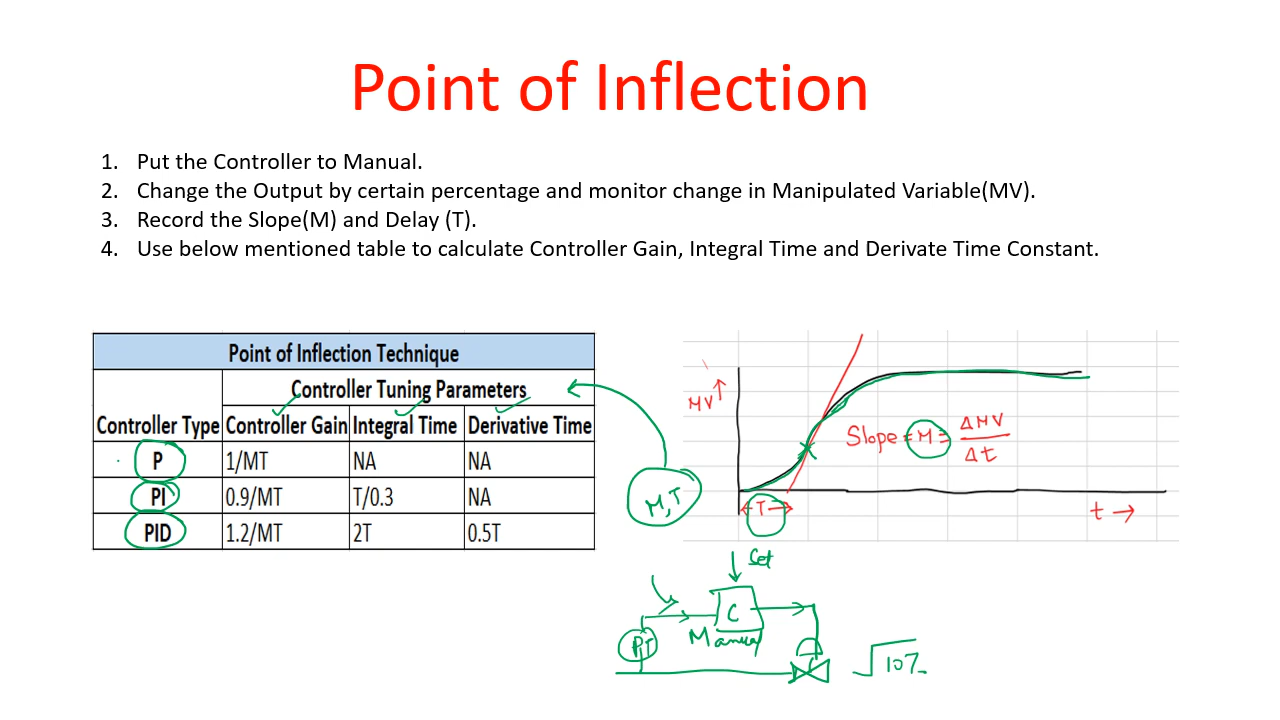 Point of Inflection
1. Put the Controller to Manual.
2. Change the Output by certain percentage and monitor change in Manipulated Variable(MV).
3. Record the Slope(M) and Delay (T).
4. Use below mentioned table to calculate Controller Gain, Integral Time and Derivate Time Constant.
Point of Inflection Technique
Controller Tuning Parameters
Controller Type Controller Gain Integral Time Derivative Time
P 1/MT NA NA
PI 0.9/MT T/0.3 NA
PID 1.2/MT 2T 0.5T
M,T
MV
Slope = M = ΔMV
Δt
T
t
Set
C
Manual
PIT
10%